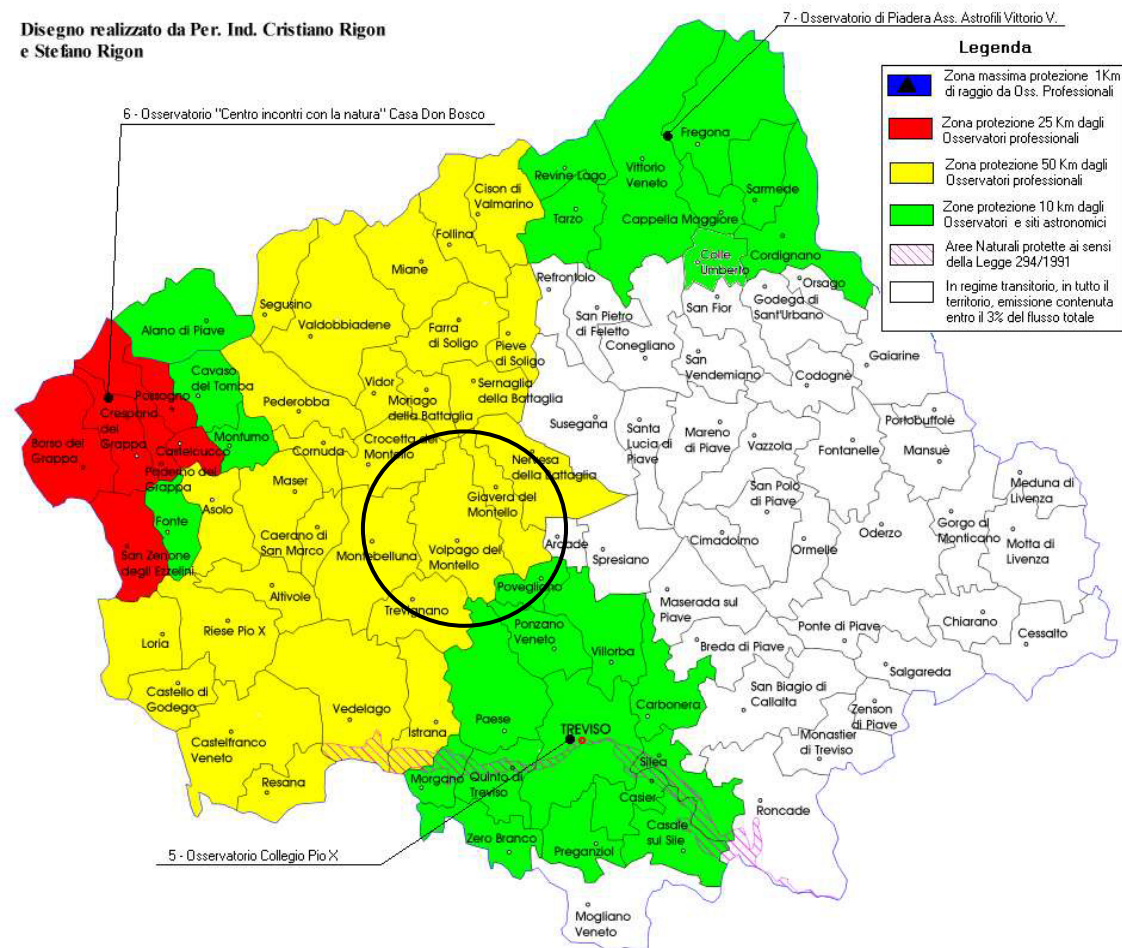 Disegno realizzato da Per. Ind. Cristiano Rigon
e Stefano Rigon
7 - Osservatorio di Piadera Ass. Astrofili Vittorio V.
6 - Osservatorio "Centro incontri con la natura" Casa Don Bosco
Legenda
Zona massima protezione 1Km
di raggio da Oss. Professionali
Zona protezione 25 Km dagli
Osservatori professionali
Zona protezione 50 Km dagli
Osservatori professionali
Zone protezione 10 km dagli
Osservatori e siti astronomici
Aree Naturali protette ai sensi
della Legge 294/1991
In regime transitorio, in tutto il
territorio, emissione contenuta
entro il 3% del flusso totale
Fregona
Revine Lago
Vittorio
Veneto
Cison di
Valmarino
Sarmede
Tarzo
Cappella Maggiore
Follina
Colle
Umberto
Cordignano
Miane
Refrontolo
Orsago
Segusino
San Fior
Godega di
Sant'Urbano
Alano di Piave
Valdobbiadene
Farra
di Soligo
San Pietro
di Feletto
Pieve
di Soligo
Conegliano
San
Vendemiano
Gaiarine
Cavaso
del Tomba
Vidor
Sernaglia
della Battaglia
Codognè
Possagno
Pederobba
Moriago
della Battaglia
Crespano
del
Grappa
Portobuffolè
Borso del
Grappa
Monfumo
Castelcucco
Cornuda
Crocetta del
Montello
Susegana
Santa
Lucia di
Piave
Mareno
di Piave
Vazzola
Fontanelle
Mansuè
Paderno del
Grappa
Maser
Nervesa
della Battaglia
Meduna di
Livenza
Asolo
Giavera del
Montello
San Polo
di Piave
Fonte
Caerano di
San Marco
Gorgo al
Monticano
Motta di
Livenza
San Zenone
degli Ezzelini
Montebelluna
Volpago del
Montello
Arcade
Spresiano
Cimadolmo
Ormelle
Oderzo
Altivole
Trevignano
Povegliano
Maserada sul
Piave
Loria
Riese Pio X
Ponzano
Veneto
Villorba
Breda di Piave
Ponte di Piave
Chiarano
Cessalto
Salgareda
Castello di
Godego
Vedelago
Istrana
Paese
Carbonera
San Biagio di
Callalta
Zenson
di Piave
Castelfranco
Veneto
TREVISO
Monastier
di Treviso
Resana
Morgano
Quinto di
Treviso
Silea
Casier
Roncade
Zero Branco
Preganziol
Casale
sul Sile
5 - Osservatorio Collegio Pio X
Mogliano
Veneto